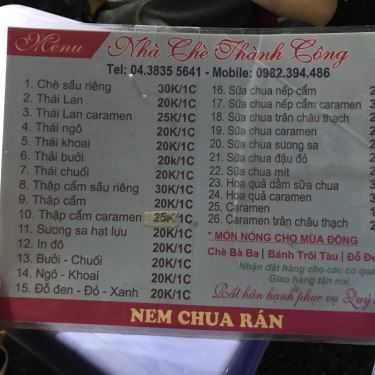 Menu
Nhà Chè Thành Công
Tel: 04.3835 5641 - Mobile: 0982.394.486
1. Chè sầu riêng 30K/1C
2. Thái Lan 20K/1C
3. Thái Lan caramen 25K/1C
4. Thái ngô 20K/1C
5. Thái khoai 20K/1C
6. Thái bưởi 20k/1C
7. Thái chuối 20K/1C
8. Thập cẩm sầu riêng 30K/1C
9. Thập cẩm 20K/1C
10. Thập cẩm caramen 25K/1C
11. Sương sa hạt lựu 20K/1C
12. In đô 20K/1C
13. Bưởi - Chuối 20K/1C
14. Ngô - Khoai 20K/1C
15. Đỗ đen - Đỏ - Xanh 20K/1C
16. Sữa chua nếp cẩm 2
17. Sữa chua nếp cẩm caramen
18. Sữa chua trân châu thạch 2
19. Sữa chua caramen
20. Sữa chua sương sa
21. Sữa chua đậu đỏ
22. Sữa chua mít
23. Hoa quả dầm sữa chua
24. Hoa quả caramen
25. Caramen
26. Caramen trân châu thạch 2
* MÓN NÓNG CHO MÙA ĐÔNG
Chè Bà Ba | Bánh Trôi Tàu | Đỗ Đe
Nhận đặt hàng cho các cơ qua
Giao hàng tận nơi.
Rất hân hạnh phục vụ Quý
NEM CHUA RÁN